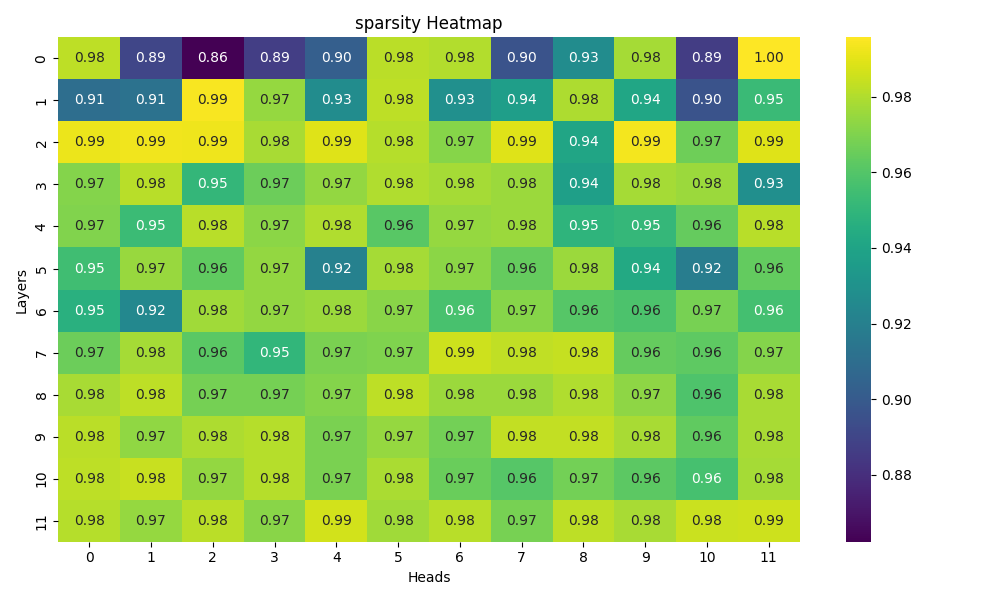 sparsity Heatmap
0 0.98 0.89 0.86 0.89 0.90 0.98 0.98 0.90 0.93 0.98 0.89 1.00
1 0.91 0.91 0.99 0.97 0.93 0.98 0.93 0.94 0.98 0.94 0.90 0.95
2 0.99 0.99 0.99 0.98 0.99 0.98 0.97 0.99 0.94 0.99 0.97 0.99
3 0.97 0.98 0.95 0.97 0.97 0.98 0.98 0.98 0.94 0.98 0.98 0.93
4 0.97 0.95 0.98 0.97 0.98 0.96 0.97 0.98 0.95 0.95 0.96 0.98
5 0.95 0.97 0.96 0.97 0.92 0.98 0.97 0.96 0.98 0.94 0.92 0.96
6 0.95 0.92 0.98 0.97 0.98 0.97 0.96 0.97 0.96 0.96 0.97 0.96
7 0.97 0.98 0.96 0.95 0.97 0.97 0.99 0.98 0.98 0.96 0.96 0.97
8 0.98 0.98 0.97 0.97 0.97 0.98 0.98 0.98 0.98 0.97 0.96 0.98
9 0.98 0.97 0.98 0.98 0.97 0.97 0.97 0.98 0.98 0.98 0.96 0.98
10 0.98 0.98 0.97 0.98 0.97 0.98 0.97 0.96 0.97 0.96 0.96 0.98
11 0.98 0.97 0.98 0.97 0.99 0.98 0.98 0.97 0.98 0.98 0.98 0.99
0 1 2 3 4 5 6 7 8 9 10 11
Heads
Layers
0.98
0.96
0.94
0.92
0.90
0.88